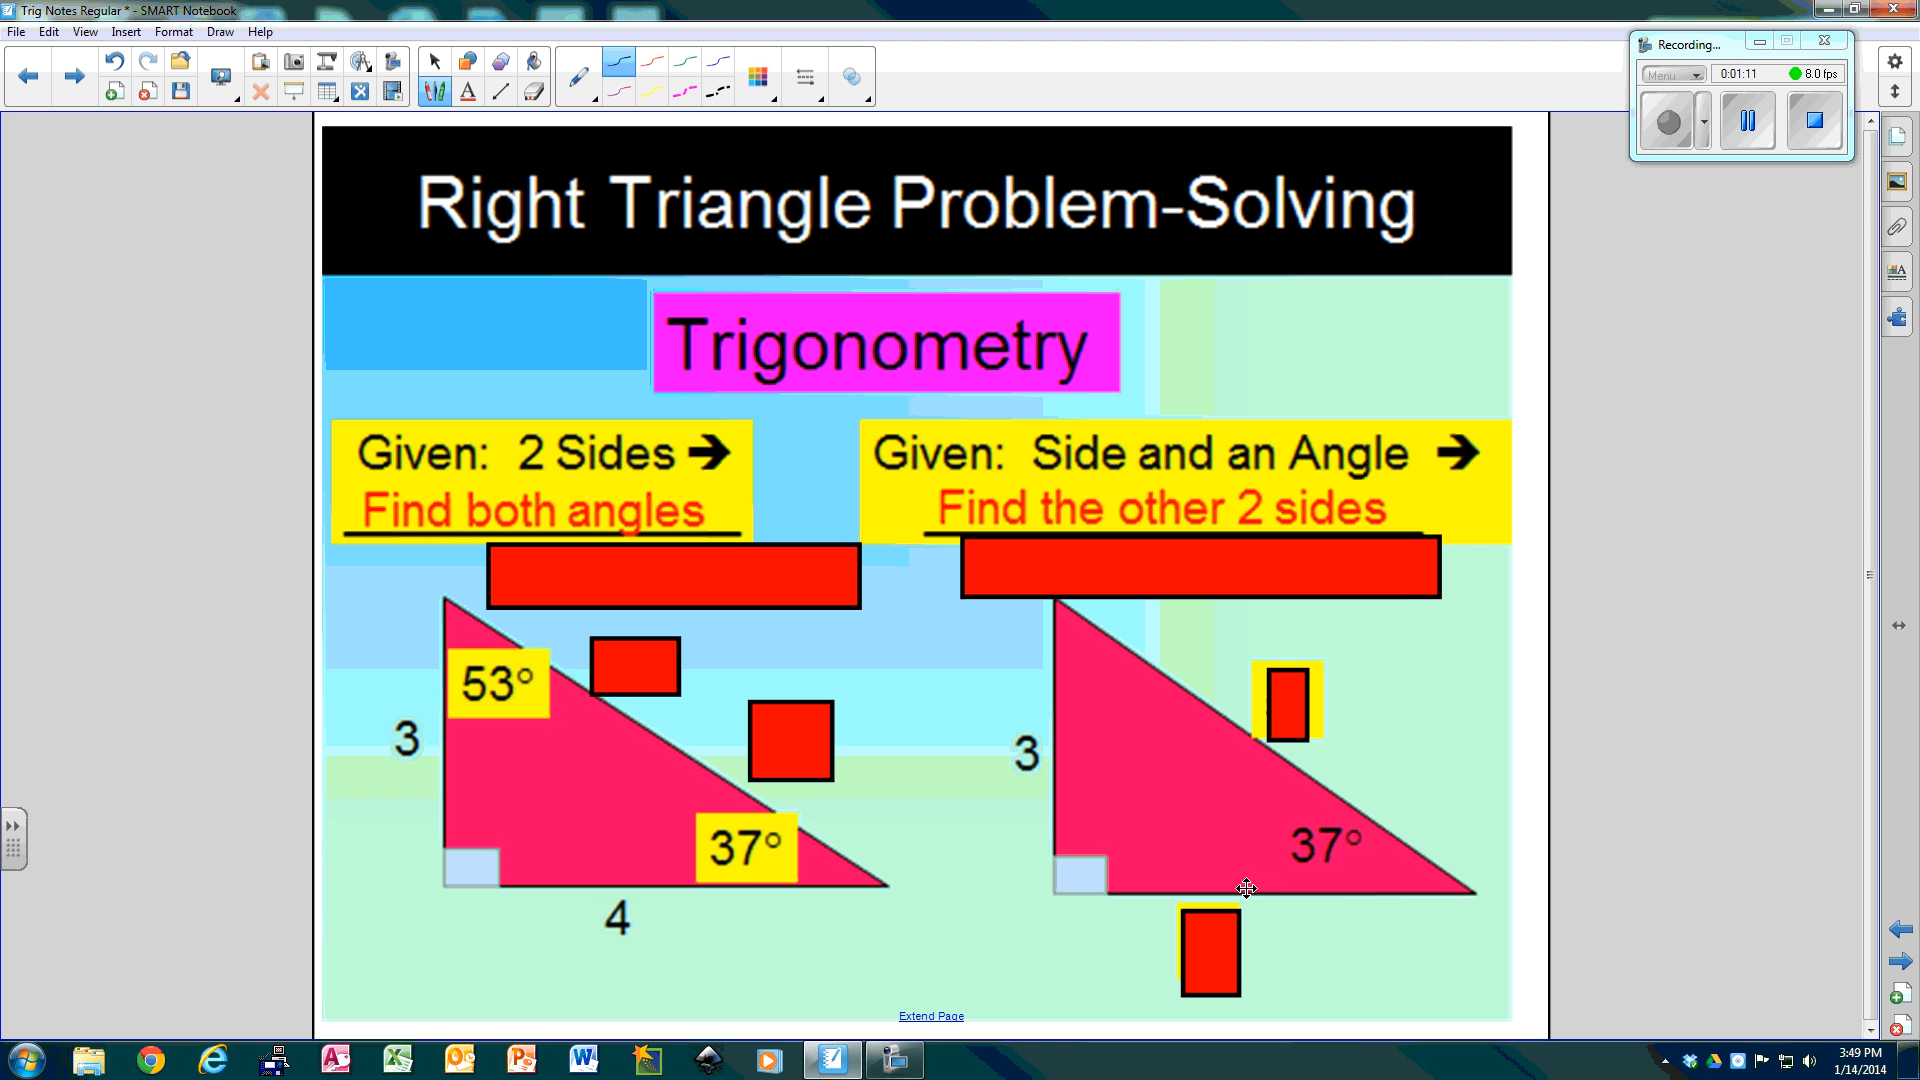 Trig Notes Regular * - SMART Notebook
File Edit View Insert Format Draw Help
Recording...
Menu 0:01:11 8.0 fps
Right Triangle Problem-Solving
Trigonometry
Given: 2 Sides ➔
Find both angles
Given: Side and an Angle ➔
Find the other 2 sides
53°
3
37°
4
3
37°
Extend Page
3:49 PM
1/14/2014